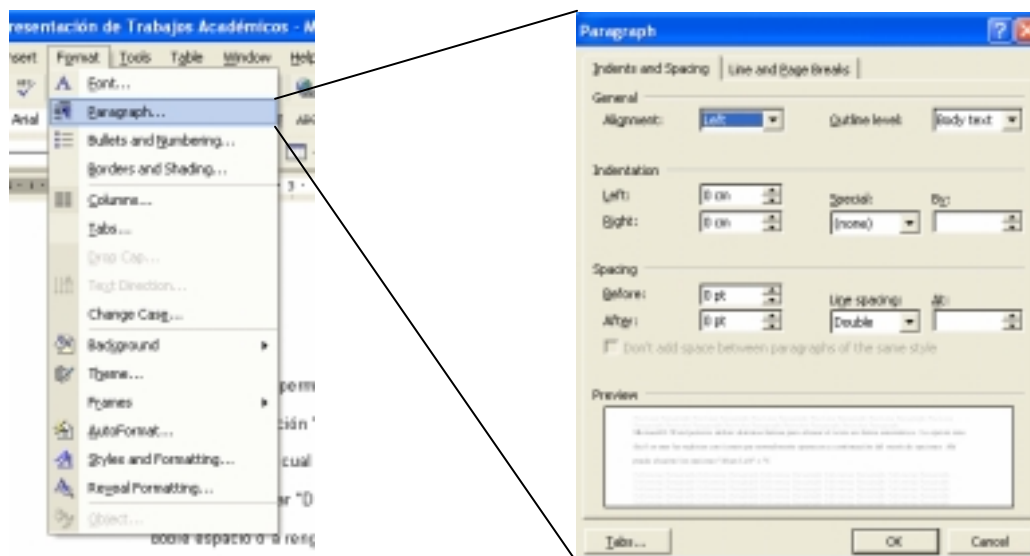 resentación de Trabajos Académicos - M
nsert Format Tools Table Window Help
Arial
Font...
Paragraph...
Bullets and Numbering...
Borders and Shading...
Columns...
Tabs...
Drop Cap...
Text Direction...
Change Case...
Background
Theme...
Frames
AutoFormat...
Styles and Formatting...
Reveal Formatting...
Object...
3
perm
ción "
cual
ar "D
doble espacio o a reng
Paragraph
Indents and Spacing Line and Page Breaks
General
Alignment: Left Outline level: Body text
Indentation
Left: 0 cm Special: By:
Right: 0 cm (none)
Spacing
Before: 0 pt Line spacing: At:
After: 0 pt Double
Don't add space between paragraphs of the same style
Preview
Tabs... OK Cancel